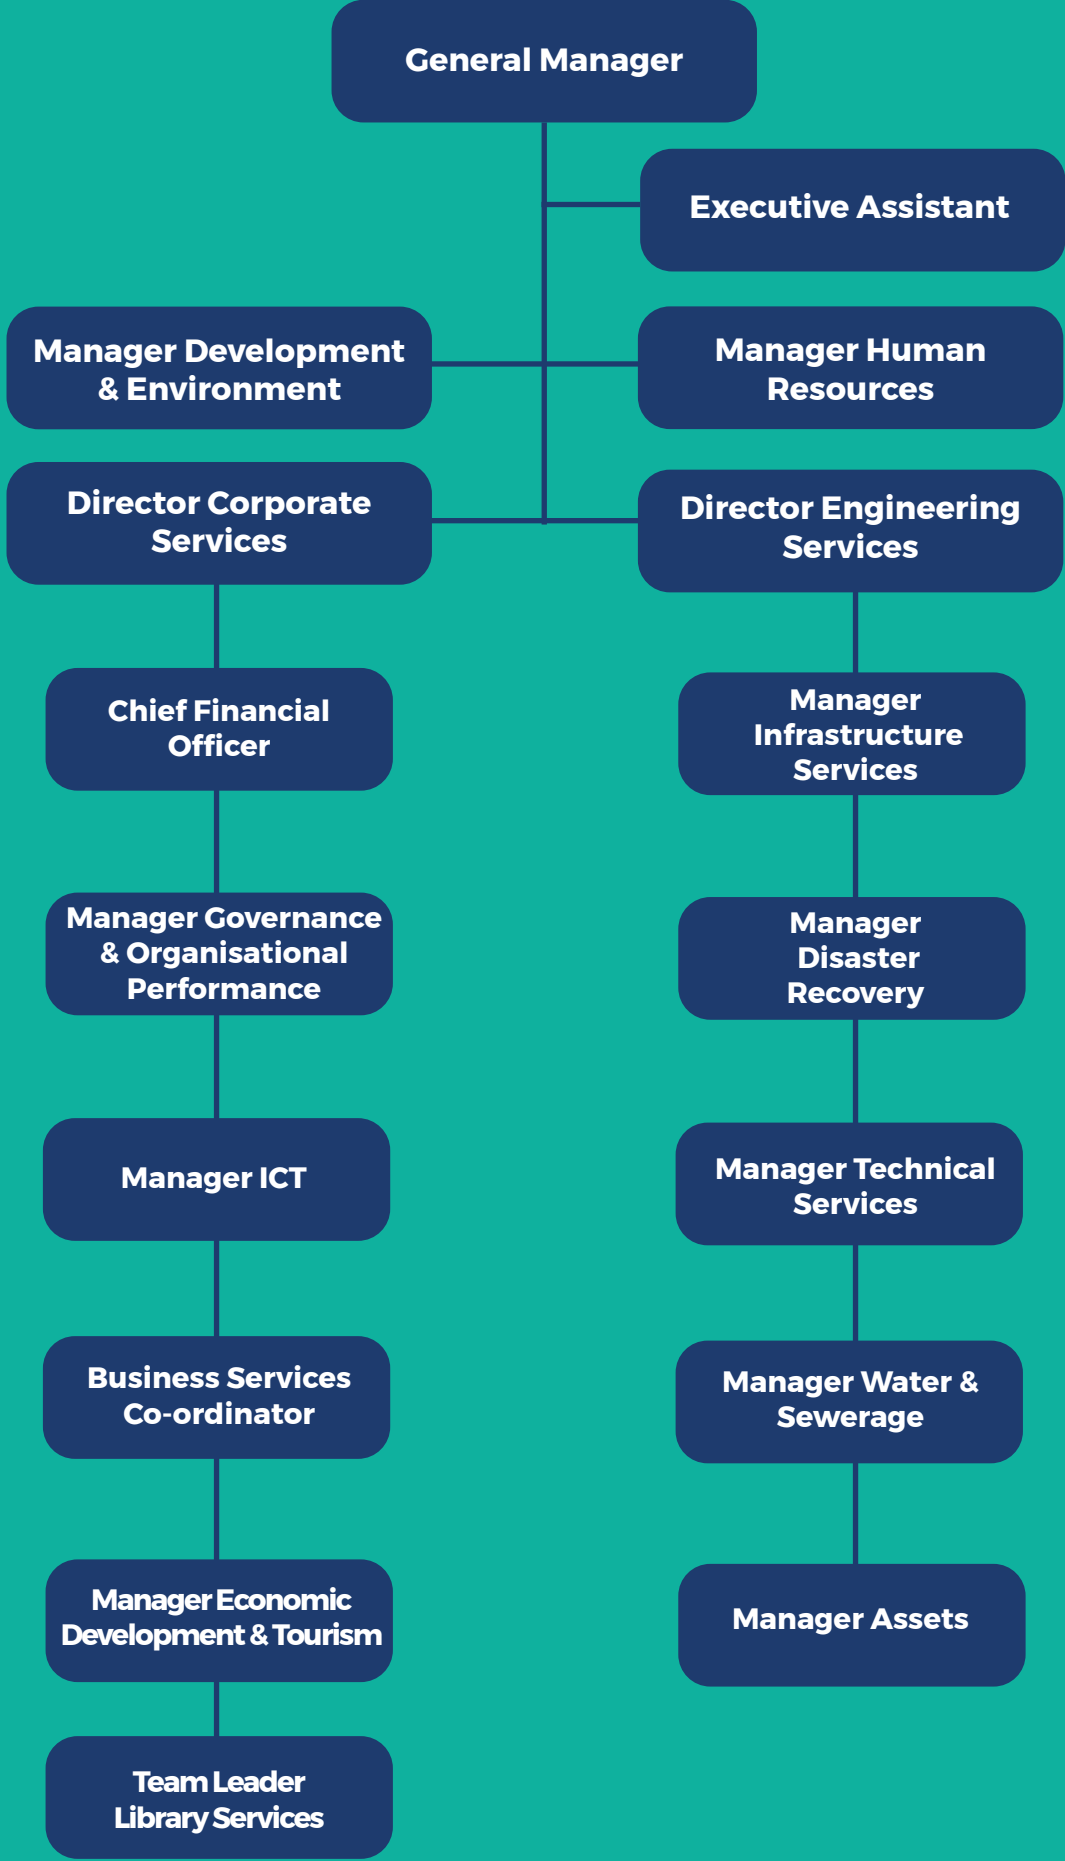 General Manager
Executive Assistant
Manager Development
& Environment
Manager Human
Resources
Director Corporate
Services
Director Engineering
Services
Chief Financial
Officer
Manager
Infrastructure
Services
Manager Governance
& Organisational
Performance
Manager
Disaster
Recovery
Manager ICT
Manager Technical
Services
Business Services
Co-ordinator
Manager Water &
Sewerage
Manager Economic
Development & Tourism
Manager Assets
Team Leader
Library Services